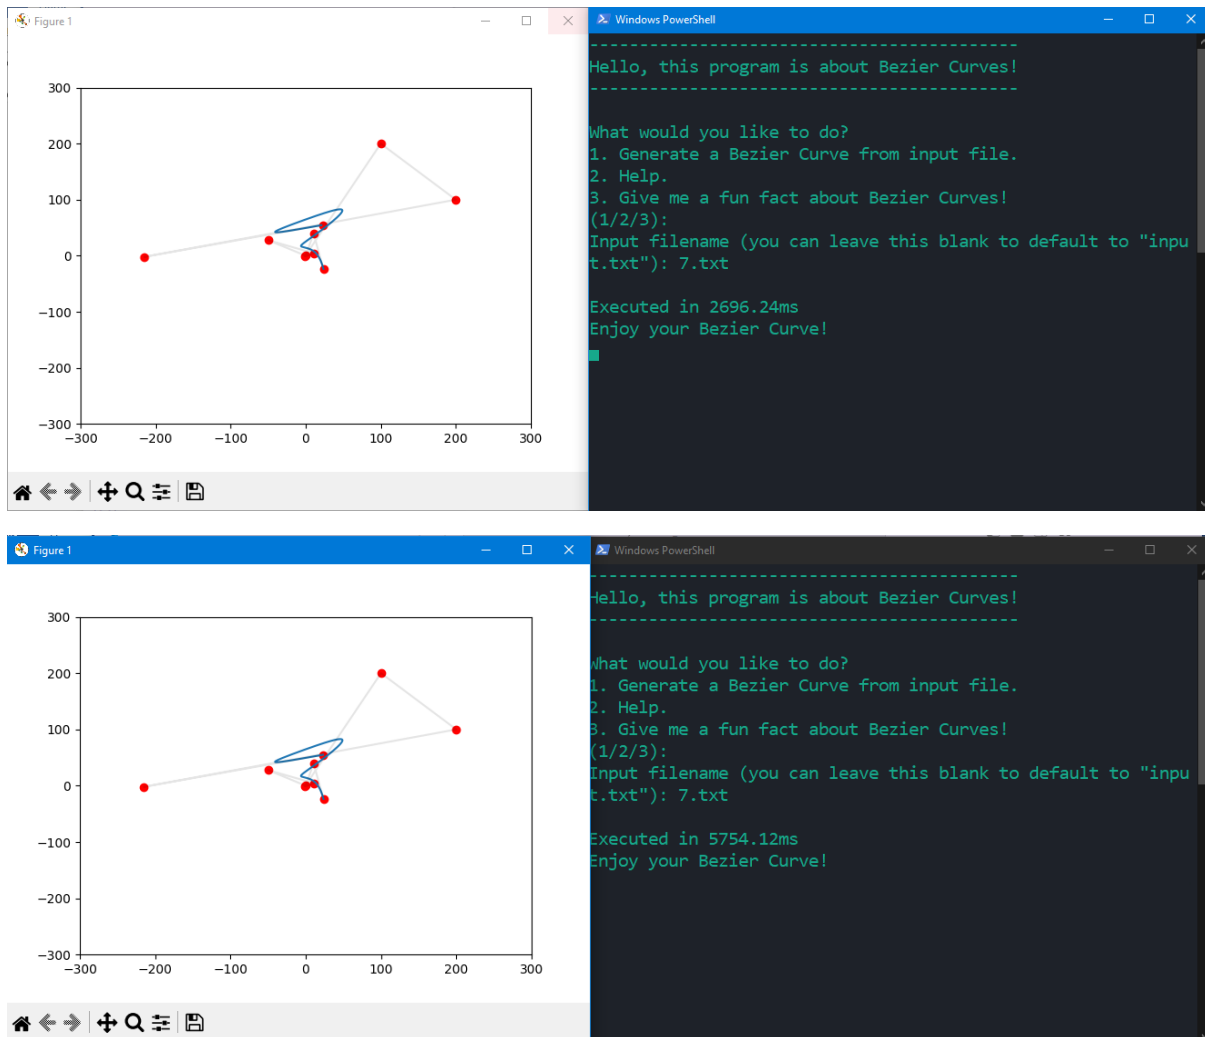 Figure 1
300
200
100
0
−100
−200
−300
−300 −200 −100 0 100 200 300
Windows PowerShell
------------------------------------------
Hello, this program is about Bezier Curves!
------------------------------------------
What would you like to do?
1. Generate a Bezier Curve from input file.
2. Help.
3. Give me a fun fact about Bezier Curves!
(1/2/3):
Input filename (you can leave this blank to default to "inpu
t.txt"): 7.txt
Executed in 2696.24ms
Enjoy your Bezier Curve!
Figure 1
300
200
100
0
−100
−200
−300
−300 −200 −100 0 100 200 300
Windows PowerShell
------------------------------------------
Hello, this program is about Bezier Curves!
------------------------------------------
What would you like to do?
1. Generate a Bezier Curve from input file.
2. Help.
3. Give me a fun fact about Bezier Curves!
(1/2/3):
Input filename (you can leave this blank to default to "inpu
t.txt"): 7.txt
Executed in 5754.12ms
Enjoy your Bezier Curve!